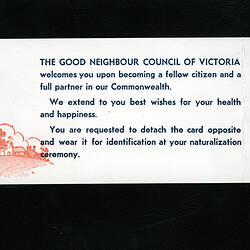 THE GOOD NEIGHBOUR COUNCIL OF VICTORIA
welcomes you upon becoming a fellow citizen and a
full partner in our Commonwealth.
We extend to you best wishes for your health
and happiness.
You are requested to detach the card opposite
and wear it for identification at your naturalization
ceremony.